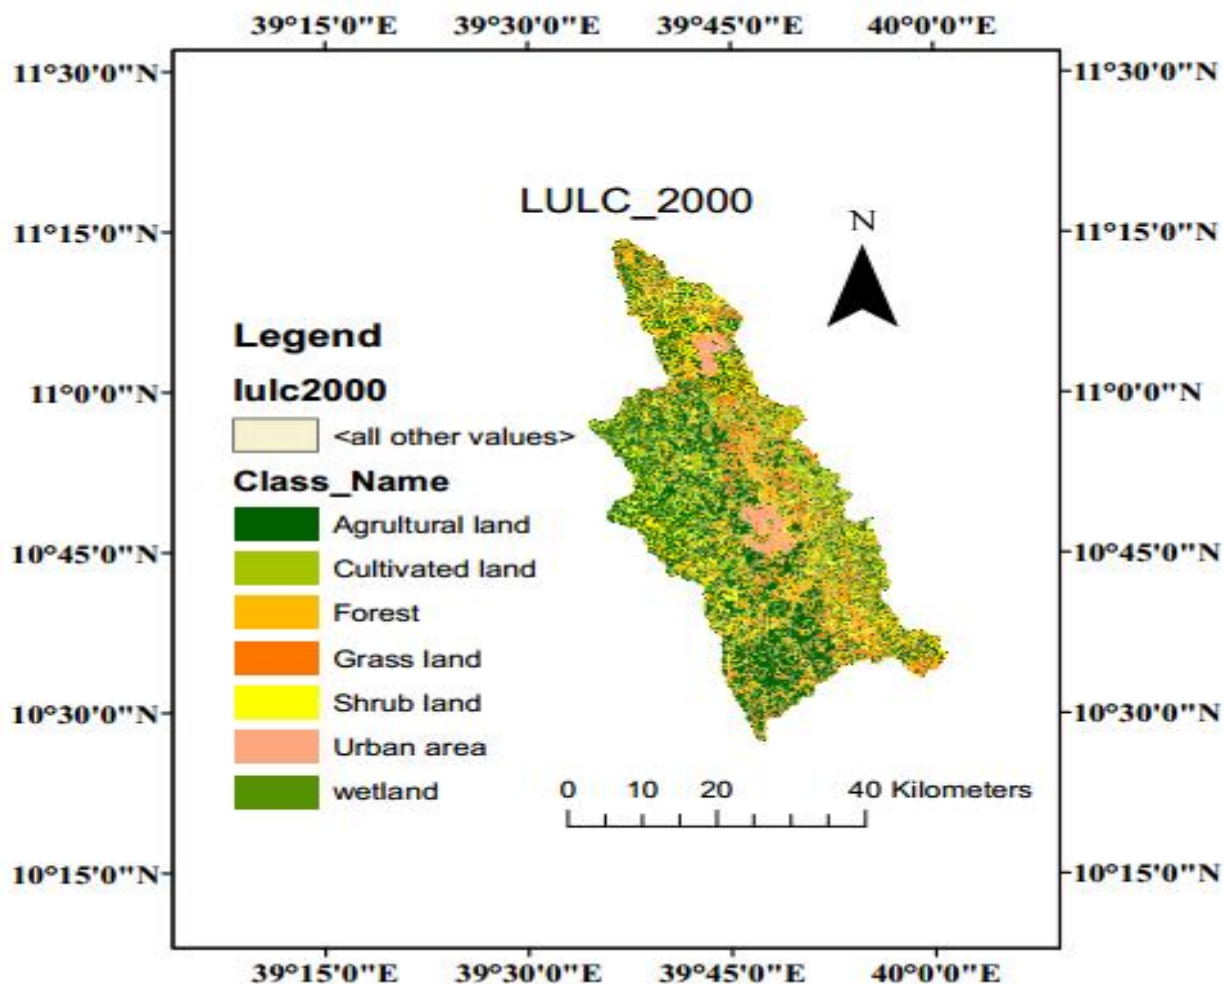 39°15'0"E 39°30'0"E 39°45'0"E 40°0'0"E
11°30'0"N 11°30'0"N
LULC_2000
N
11°15'0"N 11°15'0"N
Legend
lulc2000
11°0'0"N 11°0'0"N
<all other values>
Class_Name
Agrultural land
10°45'0"N 10°45'0"N
Cultivated land
Forest
Grass land
Shrub land
10°30'0"N 10°30'0"N
Urban area
wetland
0 10 20 40 Kilometers
10°15'0"N 10°15'0"N
39°15'0"E 39°30'0"E 39°45'0"E 40°0'0"E